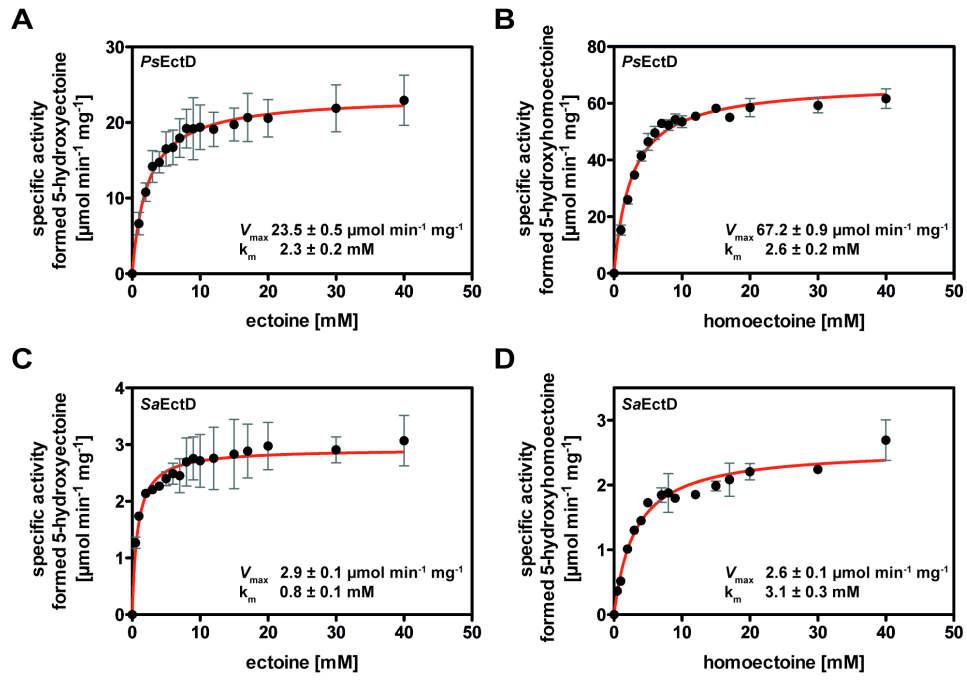 A
PsEctD
specific activity
formed 5-hydroxyectoine
[µmol min⁻¹ mg⁻¹]
30
20
10
0
Vmax 23.5 ± 0.5 µmol min⁻¹ mg⁻¹
km 2.3 ± 0.2 mM
0 10 20 30 40 50
ectoine [mM]
B
PsEctD
specific activity
formed 5-hydroxyhomoectoine
[µmol min⁻¹ mg⁻¹]
80
60
40
20
0
Vmax 67.2 ± 0.9 µmol min⁻¹ mg⁻¹
km 2.6 ± 0.2 mM
0 10 20 30 40 50
homoectoine [mM]
C
SaEctD
specific activity
formed 5-hydroxyectoine
[µmol min⁻¹ mg⁻¹]
4
3
2
1
0
Vmax 2.9 ± 0.1 µmol min⁻¹ mg⁻¹
km 0.8 ± 0.1 mM
0 10 20 30 40 50
ectoine [mM]
D
SaEctD
specific activity
formed 5-hydroxyhomoectoine
[µmol min⁻¹ mg⁻¹]
3
2
1
0
Vmax 2.6 ± 0.1 µmol min⁻¹ mg⁻¹
km 3.1 ± 0.3 mM
0 10 20 30 40 50
homoectoine [mM]